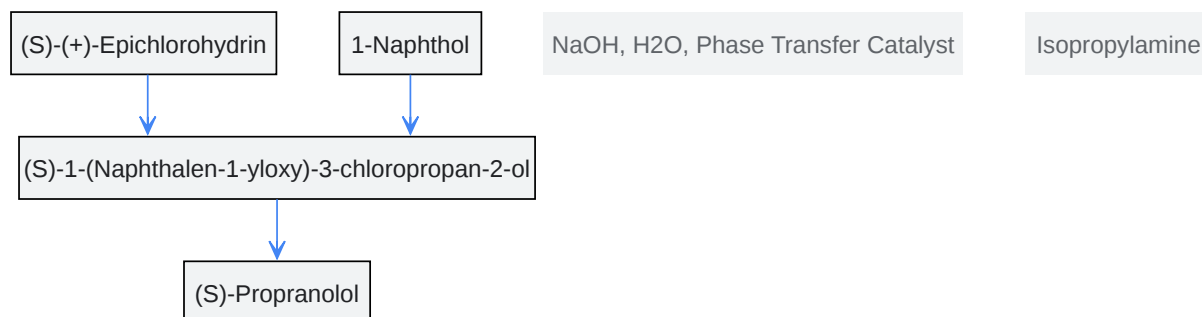 (S)-(+)-Epichlorohydrin
1-Naphthol
NaOH, H2O, Phase Transfer Catalyst
Isopropylamine
(S)-1-(Naphthalen-1-yloxy)-3-chloropropan-2-ol
(S)-Propranolol